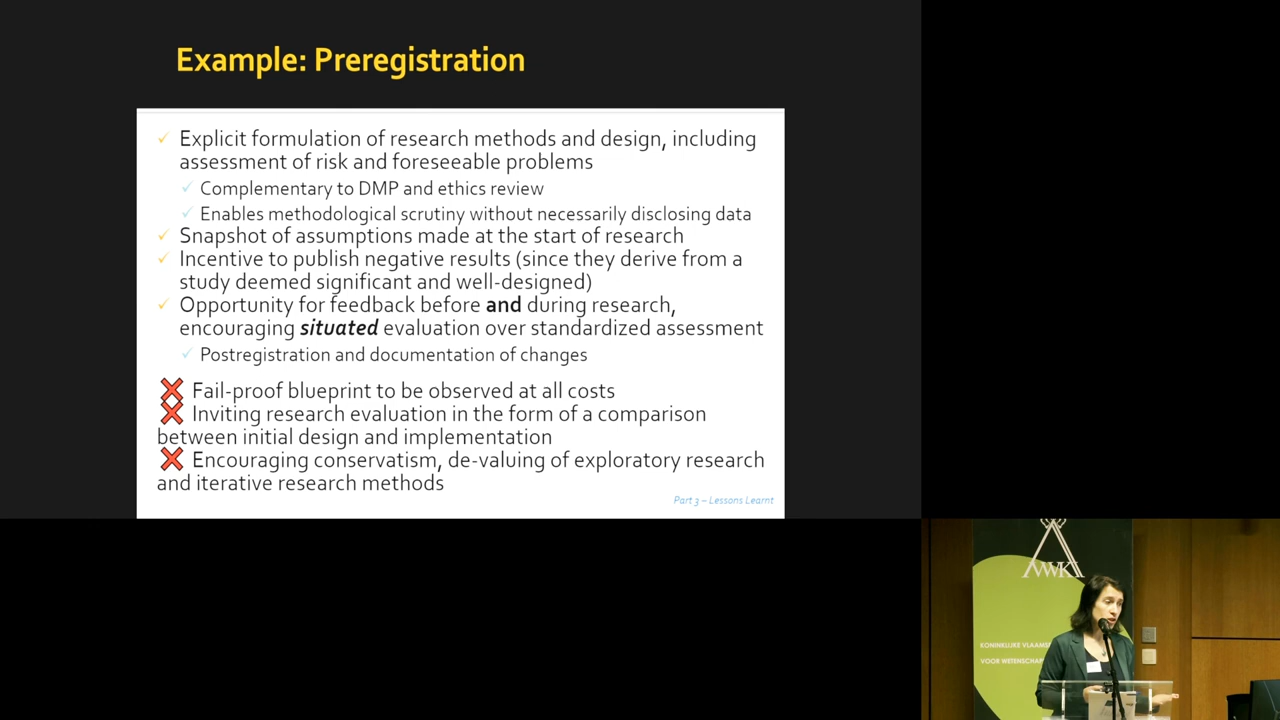 Example: Preregistration
✓ Explicit formulation of research methods and design, including
assessment of risk and foreseeable problems
✓ Complementary to DMP and ethics review
✓ Enables methodological scrutiny without necessarily disclosing data
✓ Snapshot of assumptions made at the start of research
✓ Incentive to publish negative results (since they derive from a
study deemed significant and well-designed)
✓ Opportunity for feedback before and during research,
encouraging situated evaluation over standardized assessment
✓ Postregistration and documentation of changes
❌ Fail-proof blueprint to be observed at all costs
❌ Inviting research evaluation in the form of a comparison
between initial design and implementation
❌ Encouraging conservatism, de-valuing of exploratory research
and iterative research methods
Part 3 – Lessons Learnt
KONINKLIJKE VLAAMS
VOOR WETENSCHAP